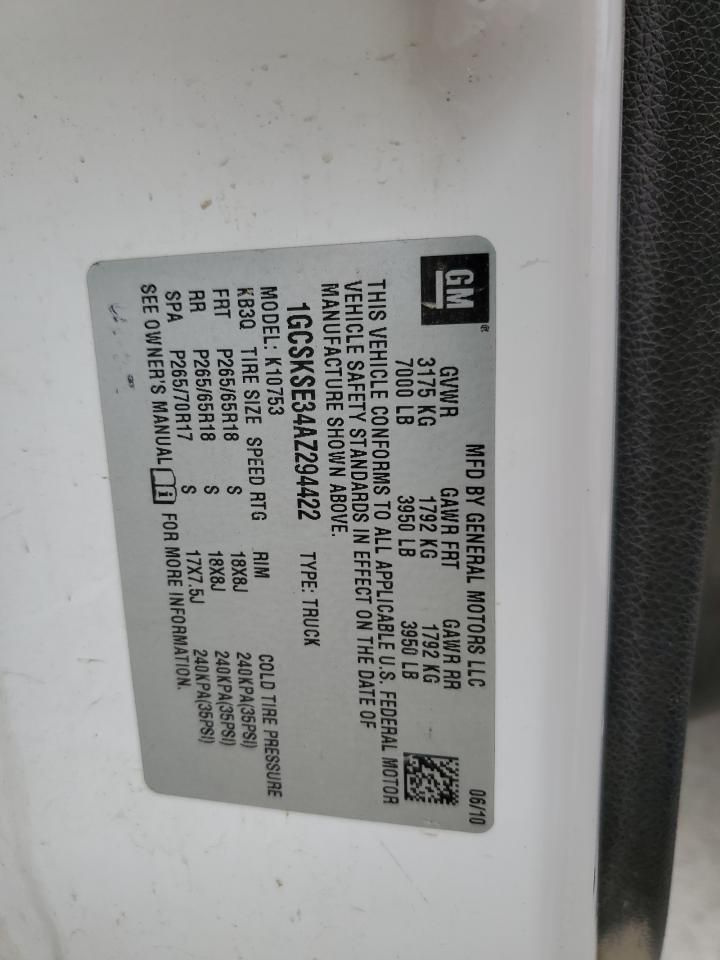 GM®
MFD BY GENERAL MOTORS LLC 06/10
GVWR GAWR FRT GAWR RR
3175 KG 1792 KG 1792 KG
7000 LB 3950 LB 3950 LB
THIS VEHICLE CONFORMS TO ALL APPLICABLE U.S. FEDERAL MOTOR
VEHICLE SAFETY STANDARDS IN EFFECT ON THE DATE OF
MANUFACTURE SHOWN ABOVE.
1GCSKSE34AZ294422 TYPE: TRUCK
MODEL: K10753
KB3Q TIRE SIZE SPEED RTG RIM COLD TIRE PRESSURE
FRT P265/65R18 S 18X8J 240KPA(35PSI)
RR P265/65R18 S 18X8J 240KPA(35PSI)
SPA P265/70R17 S 17X7.5J 240KPA(35PSI)
SEE OWNER'S MANUAL i FOR MORE INFORMATION.